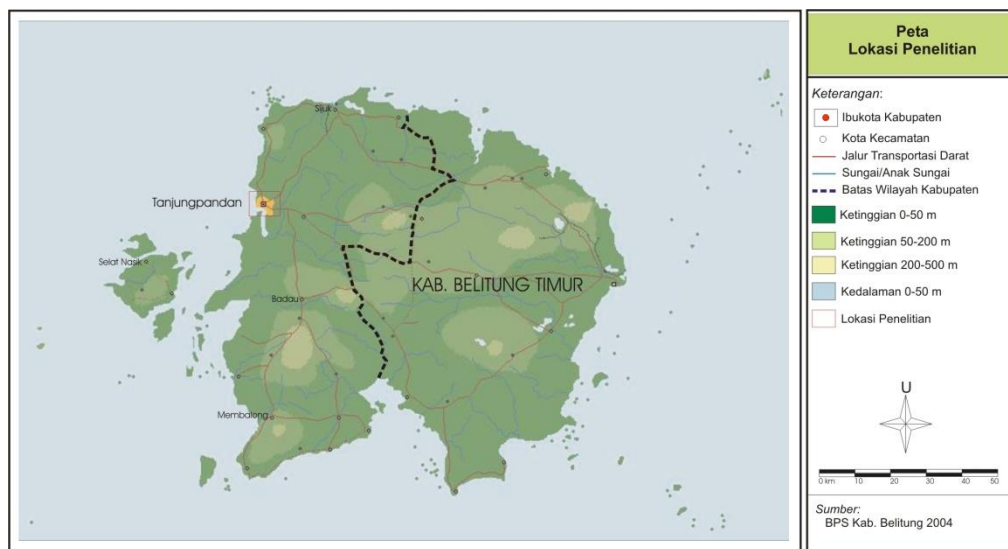 Peta
Lokasi Penelitian
Keterangan:
Ibukota Kabupaten
Kota Kecamatan
Jalur Transportasi Darat
Sungai/Anak Sungai
Batas Wilayah Kabupaten
Ketinggian 0-50 m
Ketinggian 50-200 m
Ketinggian 200-500 m
Kedalaman 0-50 m
Lokasi Penelitian
U
0 km 10 20 30 40 50
Sumber:
BPS Kab. Belitung 2004
Sijuk
Tanjungpandan
Selat Nasik
KAB. BELITUNG TIMUR
Badau
Membalong